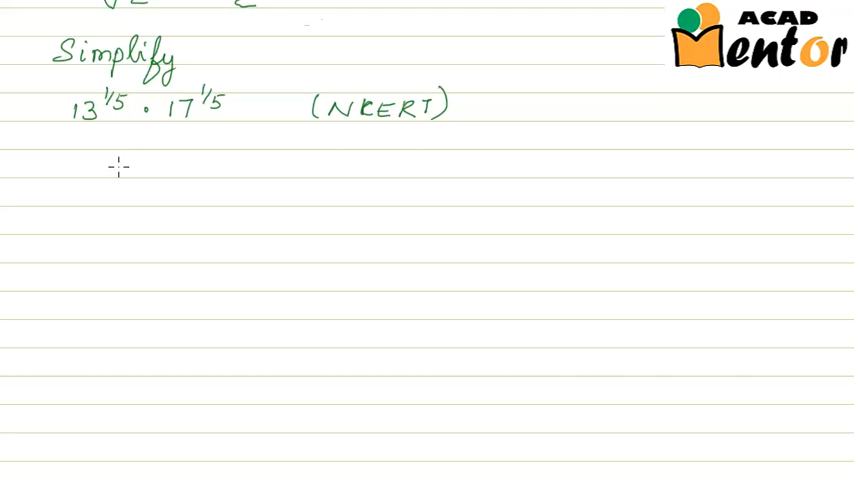 ACAD
Mentor
Simplify
13^1/5 · 17^1/5 (NCERT)